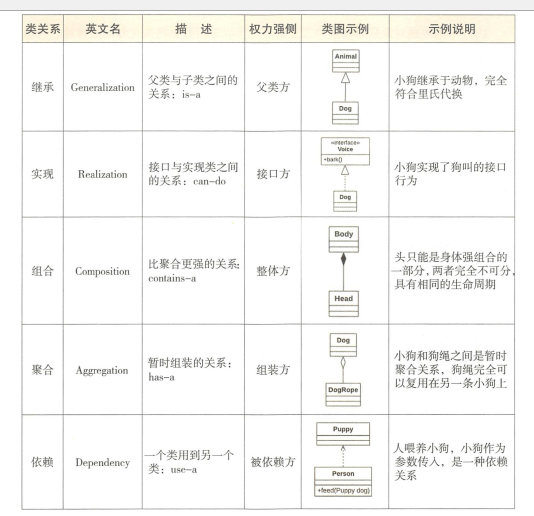 类关系 英文名 描 述 权力强侧 类图示例 示例说明
继承 Generalization 父类与子类之间的
关系：is-a 父类方 Animal
Dog 小狗继承于动物，完全
符合里氏代换
实现 Realization 接口与实现类之间
的关系：can-do 接口方 «interface»
Voice
+bark()
Dog 小狗实现了狗叫的接口
行为
组合 Composition 比聚合更强的关系：
contains-a 整体方 Body
Head 头只能是身体强组合的
一部分，两者完全不可分，
具有相同的生命周期
聚合 Aggregation 暂时组装的关系：
has-a 组装方 Dog
DogRope 小狗和狗绳之间是暂时
聚合关系，狗绳完全可
以复用在另一条小狗上
依赖 Dependency 一个类用到另一个
类：use-a 被依赖方 Puppy
Person
+feed(Puppy dog) 人喂养小狗，小狗作为
参数传入，是一种依赖
关系